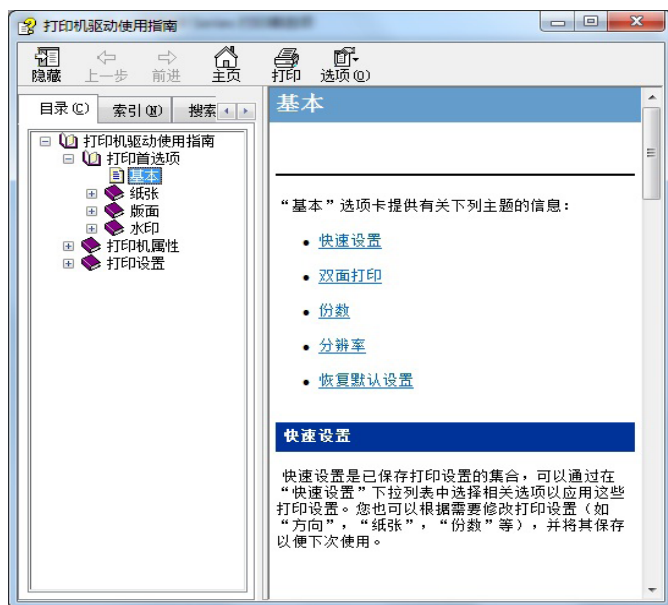 打印机驱动使用指南
隐藏 上一步 前进 主页 打印 选项(O)
目录(C) 索引(N) 搜索
打印机驱动使用指南
打印首选项
基本
纸张
版面
水印
打印机属性
打印设置
基本
“基本”选项卡提供有关下列主题的信息：
• 快速设置
• 双面打印
• 份数
• 分辨率
• 恢复默认设置
快速设置
快速设置是已保存打印设置的集合，可以通过在
“快速设置”下拉列表中选择相关选项以应用这些
打印设置。您也可以根据需要修改打印设置（如
“方向”，“纸张”，“份数”等），并将其保存
以便下次使用。